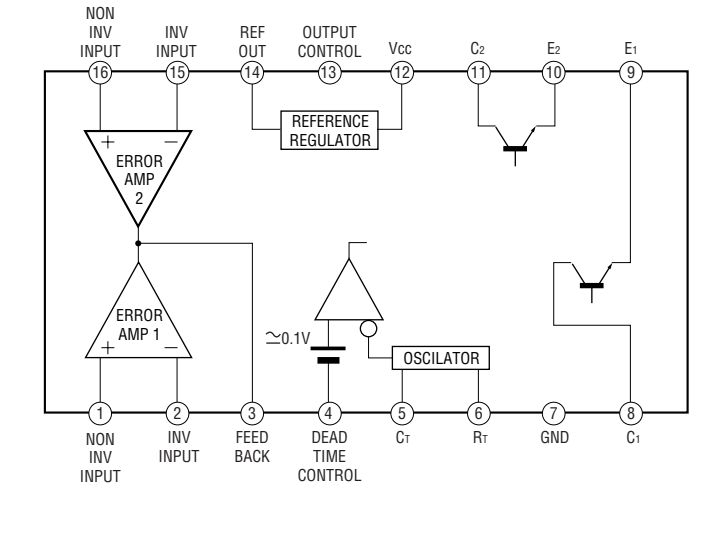 NON
INV
INPUT
INV
INPUT
REF
OUT
OUTPUT
CONTROL
Vcc
C2
E2
E1
16
15
14
13
12
11
10
9
REFERENCE
REGULATOR
+ −
ERROR
AMP
2
ERROR
AMP 1
+ −
≃0.1V
OSCILATOR
1
2
3
4
5
6
7
8
NON
INV
INPUT
INV
INPUT
FEED
BACK
DEAD
TIME
CONTROL
CT
RT
GND
C1